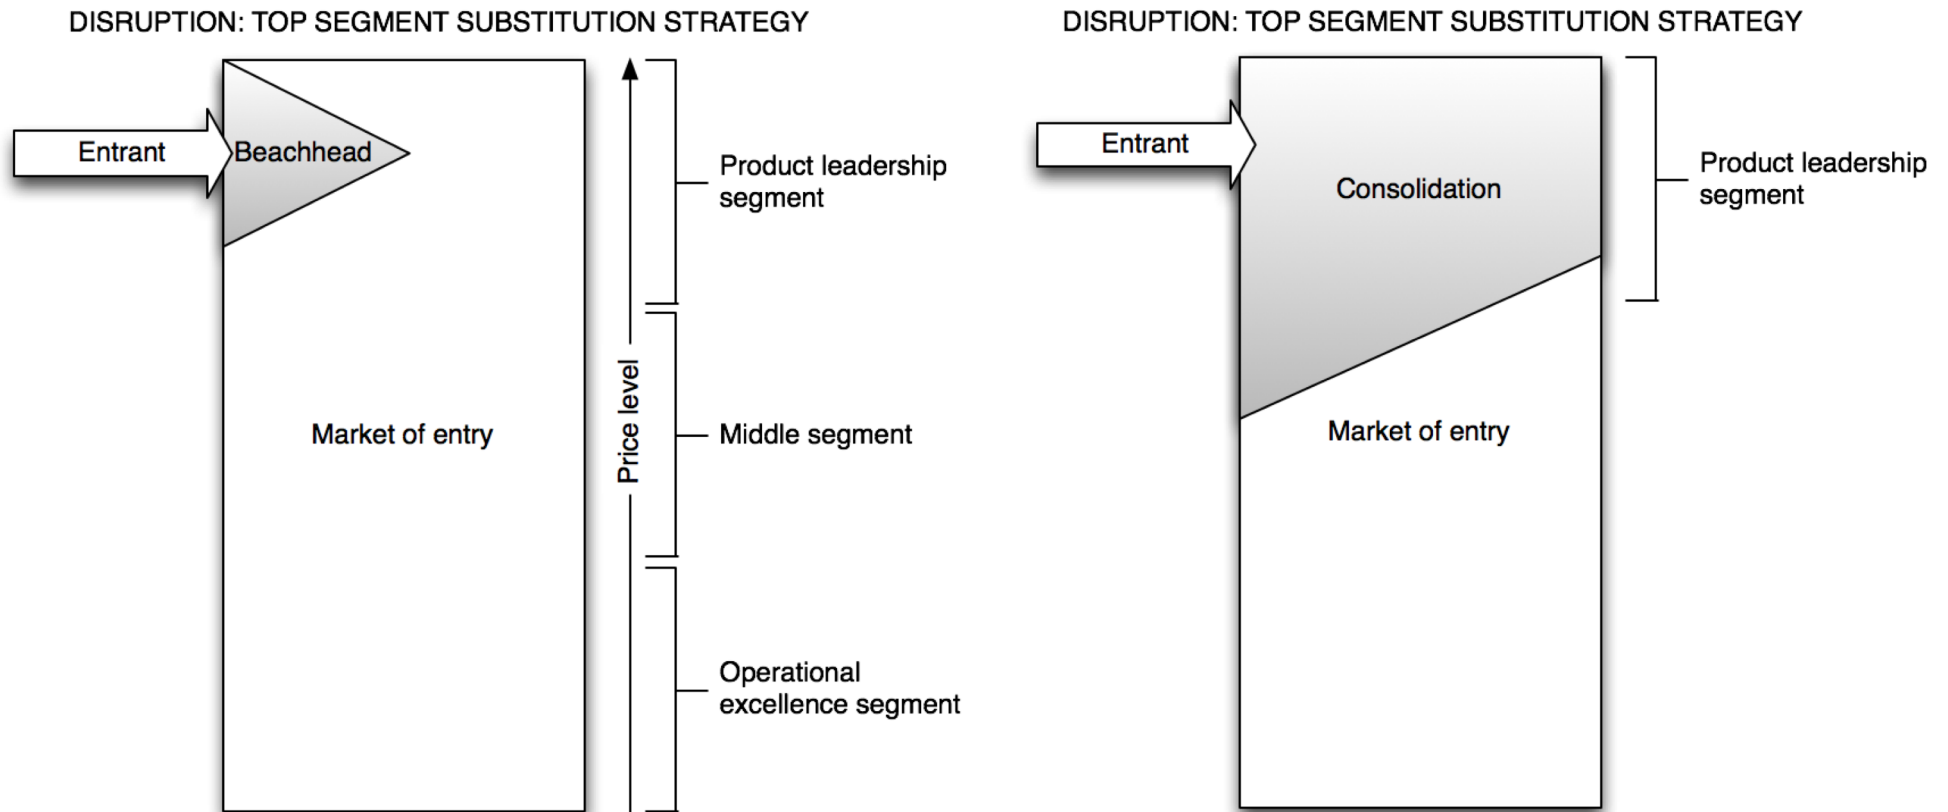 DISRUPTION: TOP SEGMENT SUBSTITUTION STRATEGY
Entrant
Beachhead
Product leadership
segment
Market of entry
Price level
Middle segment
Operational
excellence segment
DISRUPTION: TOP SEGMENT SUBSTITUTION STRATEGY
Entrant
Consolidation
Product leadership
segment
Market of entry